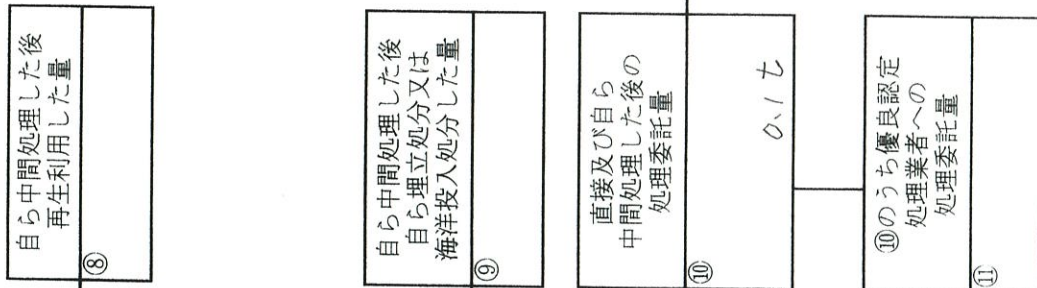 自ら中間処理した後
再生利用した量
⑧
自ら中間処理した後
自ら埋立処分又は
海洋投入処分した量
⑨
直接及び自ら
中間処理した後の
処理委託量
⑩
0.1t
⑩のうち優良認定
処理業者への
処理委託量
⑪